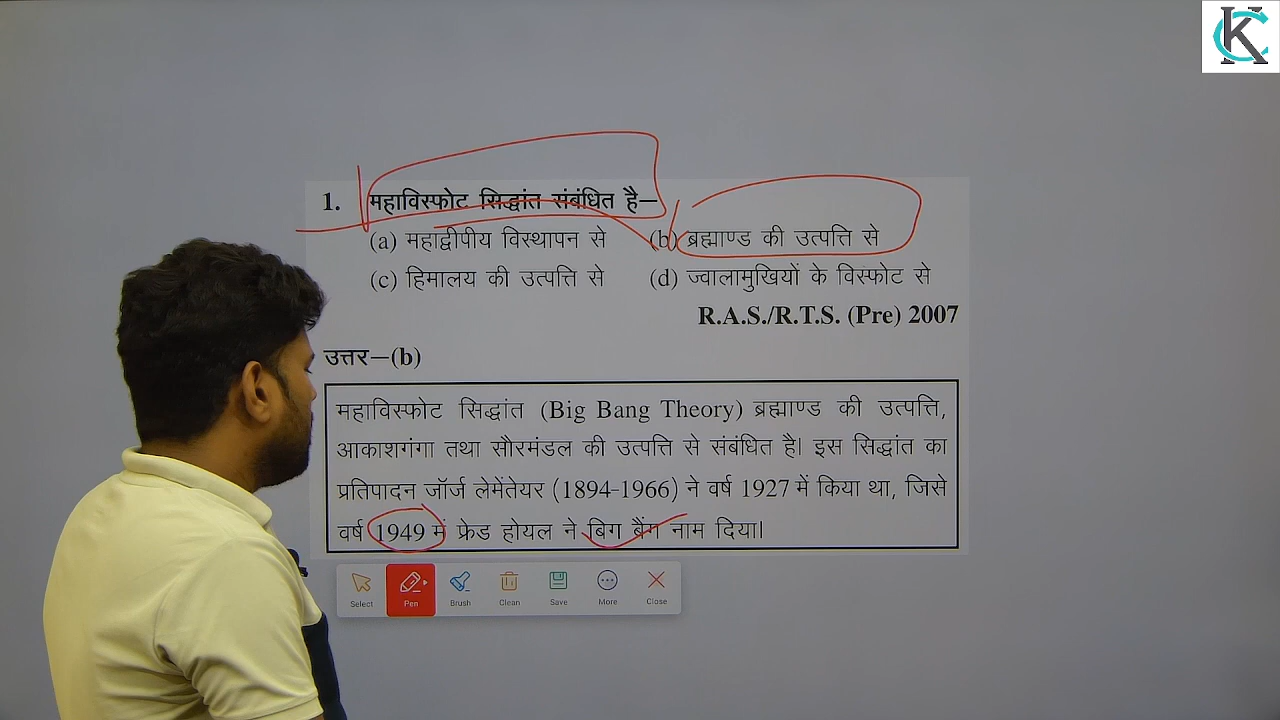 KC
1. महाविस्फोट सिद्धांत संबंधित है–
(a) महाद्वीपीय विस्थापन से (b) ब्रह्माण्ड की उत्पत्ति से
(c) हिमालय की उत्पत्ति से (d) ज्वालामुखियों के विस्फोट से
R.A.S./R.T.S. (Pre) 2007
उत्तर–(b)
महाविस्फोट सिद्धांत (Big Bang Theory) ब्रह्माण्ड की उत्पत्ति,
आकाशगंगा तथा सौरमंडल की उत्पत्ति से संबंधित है। इस सिद्धांत का
प्रतिपादन जॉर्ज लेमेंतेयर (1894-1966) ने वर्ष 1927 में किया था, जिसे
वर्ष 1949 में फ्रेड होयल ने बिग बैंग नाम दिया।
Select Pen Brush Clean Save More Close